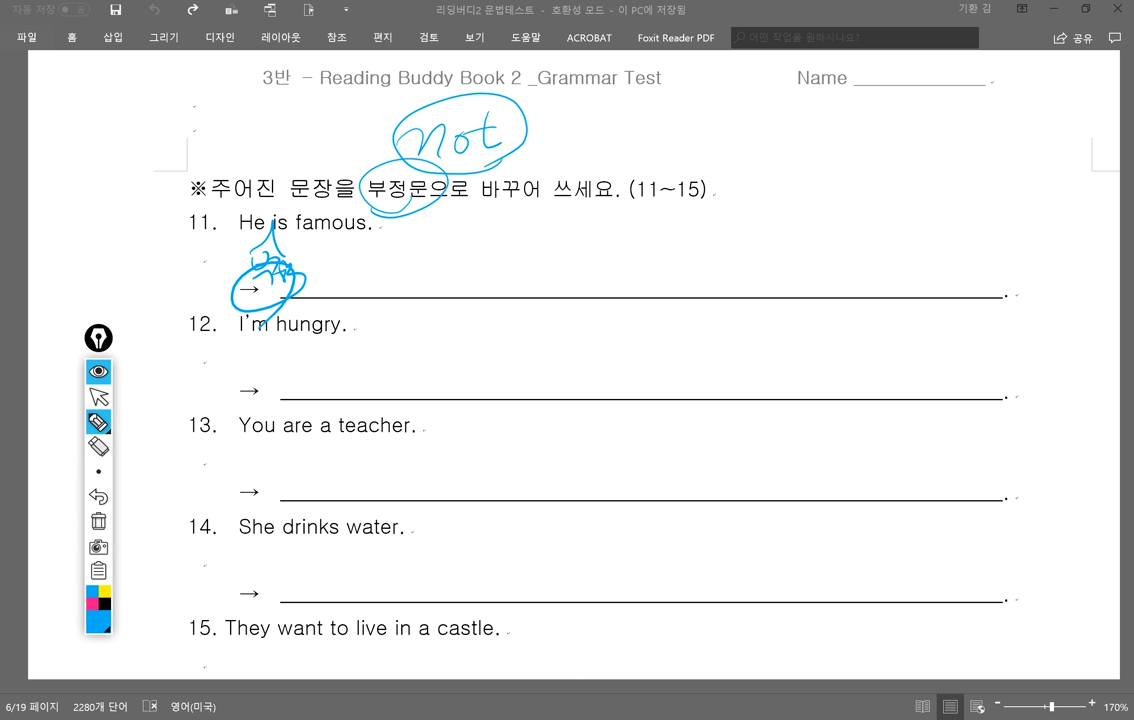 자동 저장 끔
리딩버디2 문법테스트 - 호환성 모드 - 이 PC에 저장됨
기환 김
파일 홈 삽입 그리기 디자인 레이아웃 참조 편지 검토 보기 도움말 ACROBAT Foxit Reader PDF 어떤 작업을 원하시나요? 공유
3반 - Reading Buddy Book 2 _Grammar Test Name ______________
not
※주어진 문장을 부정문으로 바꾸어 쓰세요. (11~15)
11. He is famous.
→ ______________.
12. I'm hungry.
→ ______________.
13. You are a teacher.
→ ______________.
14. She drinks water.
→ ______________.
15. They want to live in a castle.
6/19 페이지 2280개 단어 영어(미국) 170%